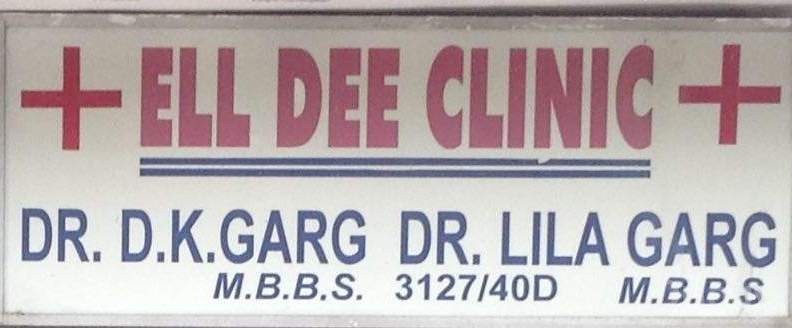 ELL DEE CLINIC
DR. D.K.GARG DR. LILA GARG
M.B.B.S. 3127/40D M.B.B.S